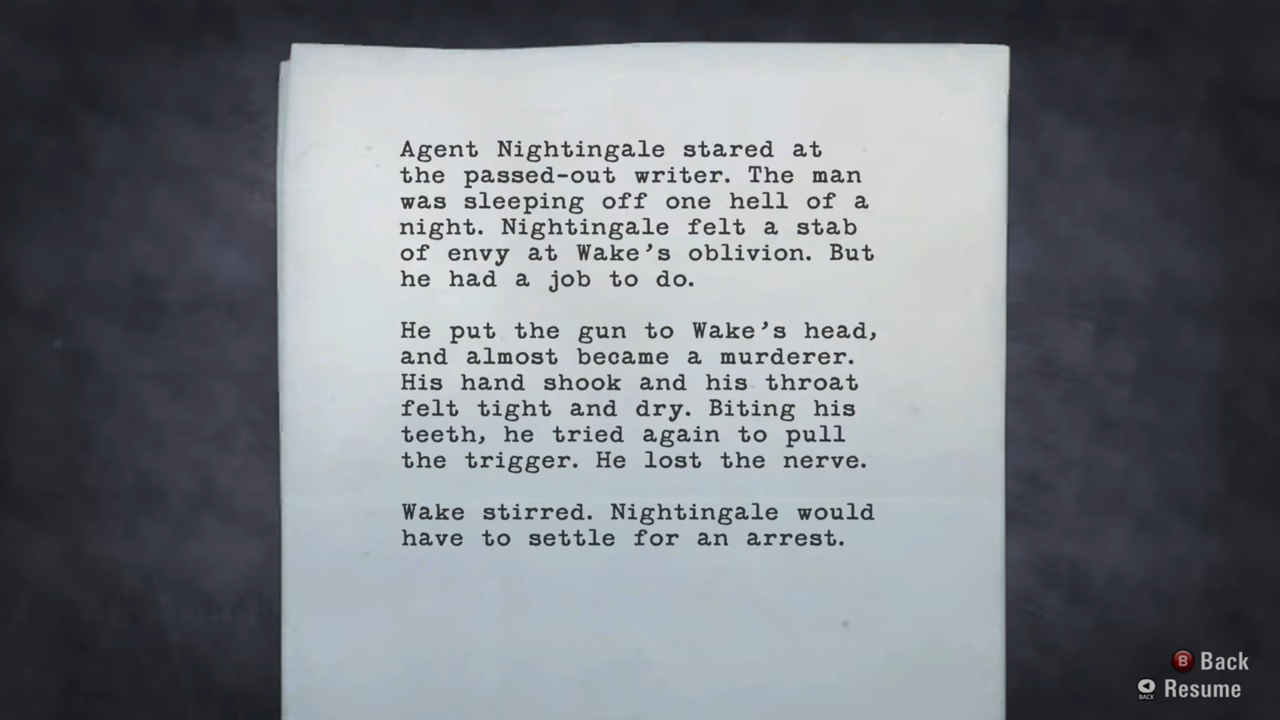 Agent Nightingale stared at
the passed-out writer. The man
was sleeping off one hell of a
night. Nightingale felt a stab
of envy at Wake's oblivion. But
he had a job to do.
He put the gun to Wake's head,
and almost became a murderer.
His hand shook and his throat
felt tight and dry. Biting his
teeth, he tried again to pull
the trigger. He lost the nerve.
Wake stirred. Nightingale would
have to settle for an arrest.
B Back
BACK Resume